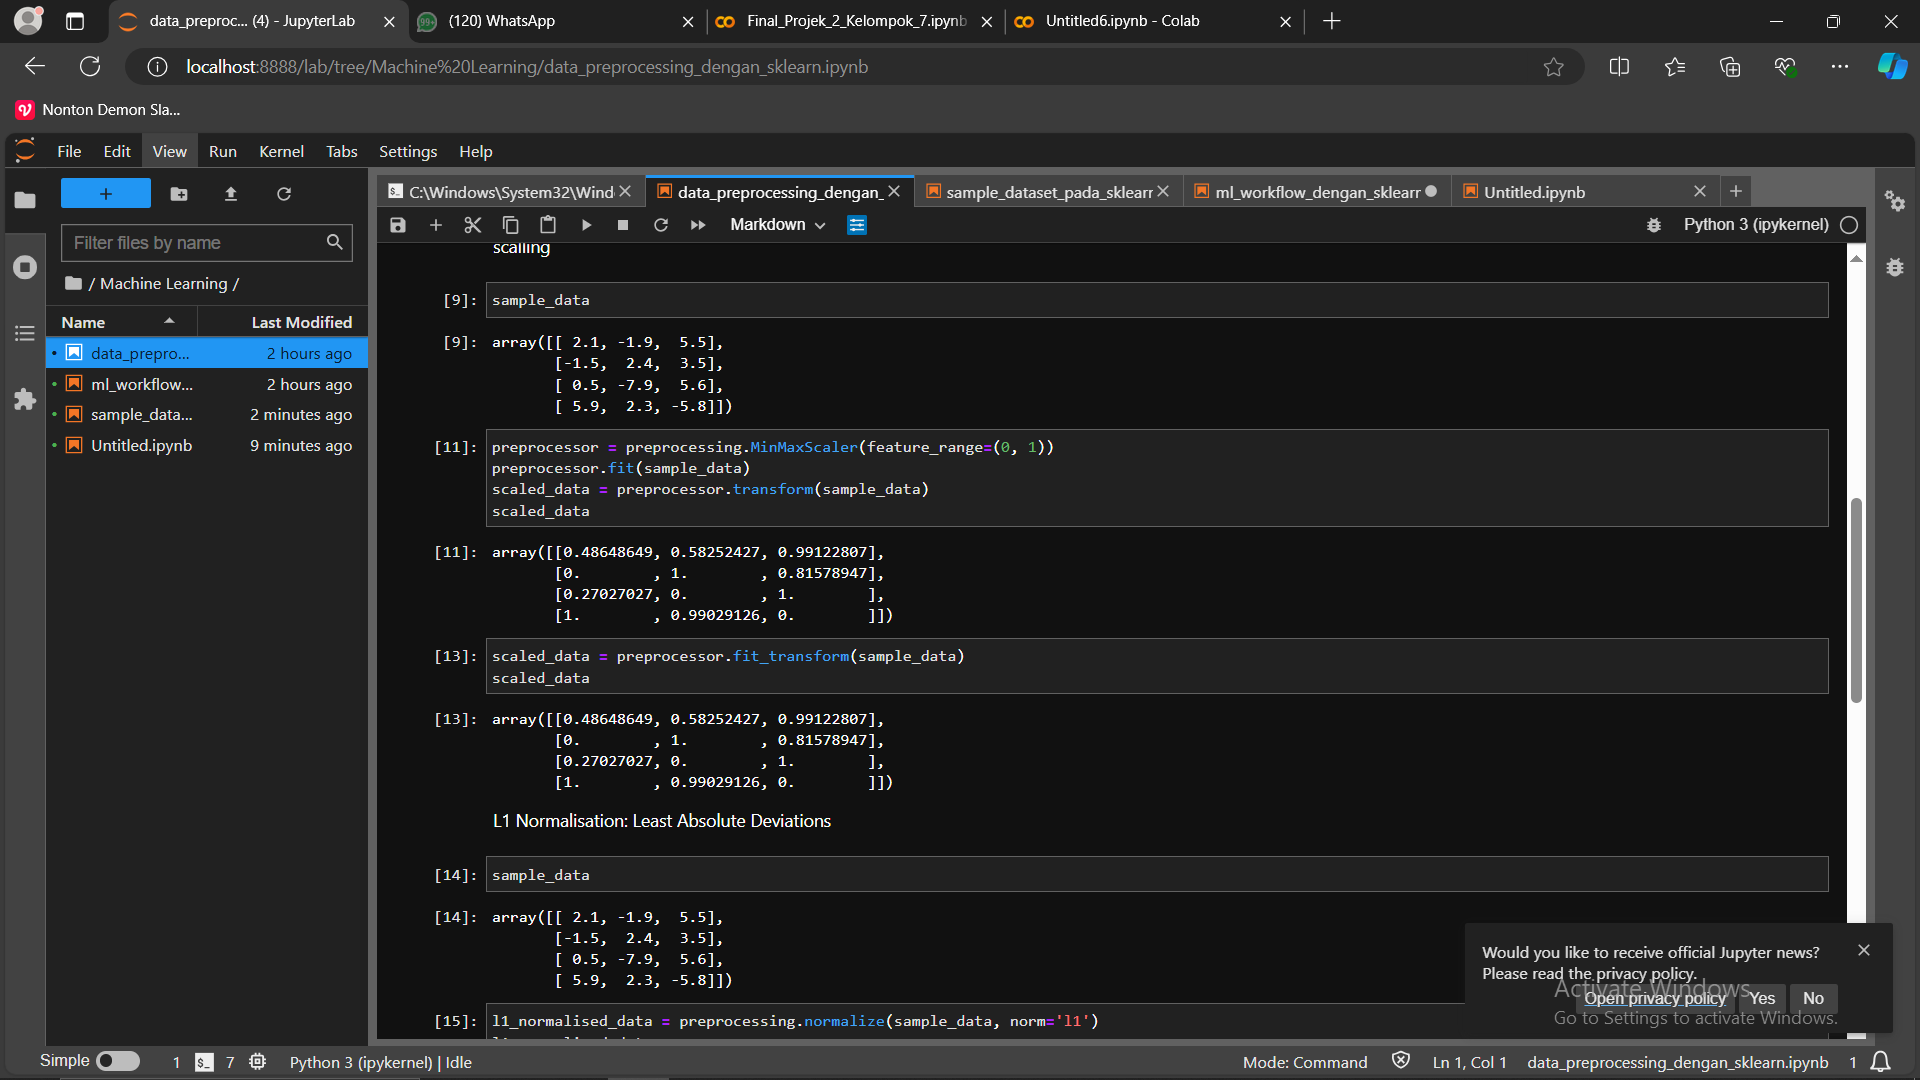 data_preproc... (4) - JupyterLab
99+
(120) WhatsApp
Final_Projek_2_Kelompok_7.ipynb
Untitled6.ipynb - Colab
localhost:8888/lab/tree/Machine%20Learning/data_preprocessing_dengan_sklearn.ipynb
Nonton Demon Sla...
File Edit View Run Kernel Tabs Settings Help
C:\Windows\System32\Wind
data_preprocessing_dengan_
sample_dataset_pada_sklearn
ml_workflow_dengan_sklearr
Untitled.ipynb
Markdown
Python 3 (ipykernel)
Filter files by name
/ Machine Learning /
Name Last Modified
data_prepro... 2 hours ago
ml_workflow... 2 hours ago
sample_data... 2 minutes ago
Untitled.ipynb 9 minutes ago
scalling
[9]: sample_data
[9]: array([[ 2.1, -1.9, 5.5],
[-1.5, 2.4, 3.5],
[ 0.5, -7.9, 5.6],
[ 5.9, 2.3, -5.8]])
[11]: preprocessor = preprocessing.MinMaxScaler(feature_range=(0, 1))
preprocessor.fit(sample_data)
scaled_data = preprocessor.transform(sample_data)
scaled_data
[11]: array([[0.48648649, 0.58252427, 0.99122807],
[0. , 1. , 0.81578947],
[0.27027027, 0. , 1. ],
[1. , 0.99029126, 0. ]])
[13]: scaled_data = preprocessor.fit_transform(sample_data)
scaled_data
[13]: array([[0.48648649, 0.58252427, 0.99122807],
[0. , 1. , 0.81578947],
[0.27027027, 0. , 1. ],
[1. , 0.99029126, 0. ]])
L1 Normalisation: Least Absolute Deviations
[14]: sample_data
[14]: array([[ 2.1, -1.9, 5.5],
[-1.5, 2.4, 3.5],
[ 0.5, -7.9, 5.6],
[ 5.9, 2.3, -5.8]])
[15]: l1_normalised_data = preprocessing.normalize(sample_data, norm='l1')
Would you like to receive official Jupyter news?
Please read the privacy policy.
Open privacy policy Yes No
Activate Windows
Go to Settings to activate Windows.
Simple 1 7 Python 3 (ipykernel) | Idle
Mode: Command Ln 1, Col 1 data_preprocessing_dengan_sklearn.ipynb 1